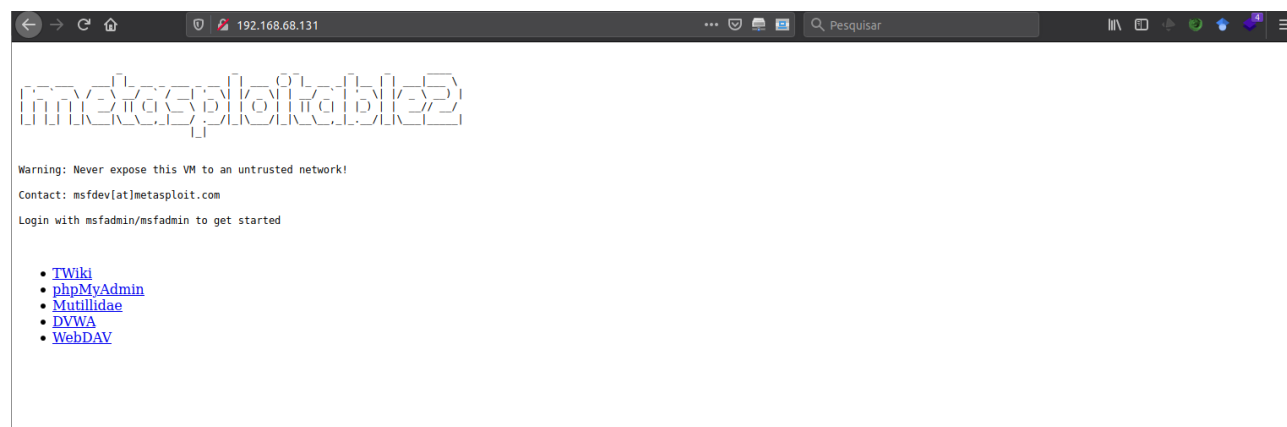 192.168.68.131
Pesquisar
4
metasploitable2
Warning: Never expose this VM to an untrusted network!
Contact: msfdev[at]metasploit.com
Login with msfadmin/msfadmin to get started
TWiki
phpMyAdmin
Mutillidae
DVWA
WebDAV